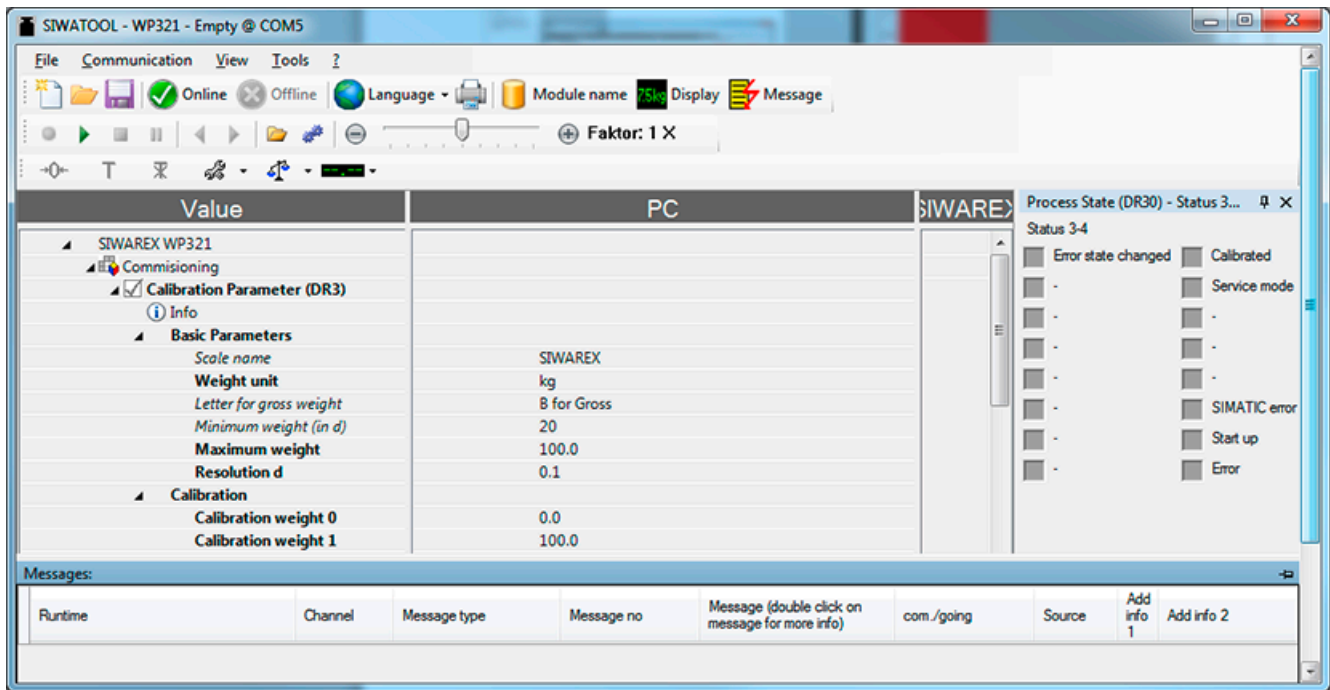 SIWATOOL - WP321 - Empty @ COM5
File Communication View Tools ?
Online Offline Language Module name 75kg Display Message
Faktor: 1 X
→0← T
Value PC SIWAREX
SIWAREX WP321
Commisioning
Calibration Parameter (DR3)
Info
Basic Parameters
Scale name SIWAREX
Weight unit kg
Letter for gross weight B for Gross
Minimum weight (in d) 20
Maximum weight 100.0
Resolution d 0.1
Calibration
Calibration weight 0 0.0
Calibration weight 1 100.0
Process State (DR30) - Status 3...
Status 3-4
Error state changed Calibrated
- Service mode
- -
- -
- -
- SIMATIC error
- Start up
- Error
Messages:
Runtime Channel Message type Message no Message (double click on message for more info) com./going Source Add info 1 Add info 2